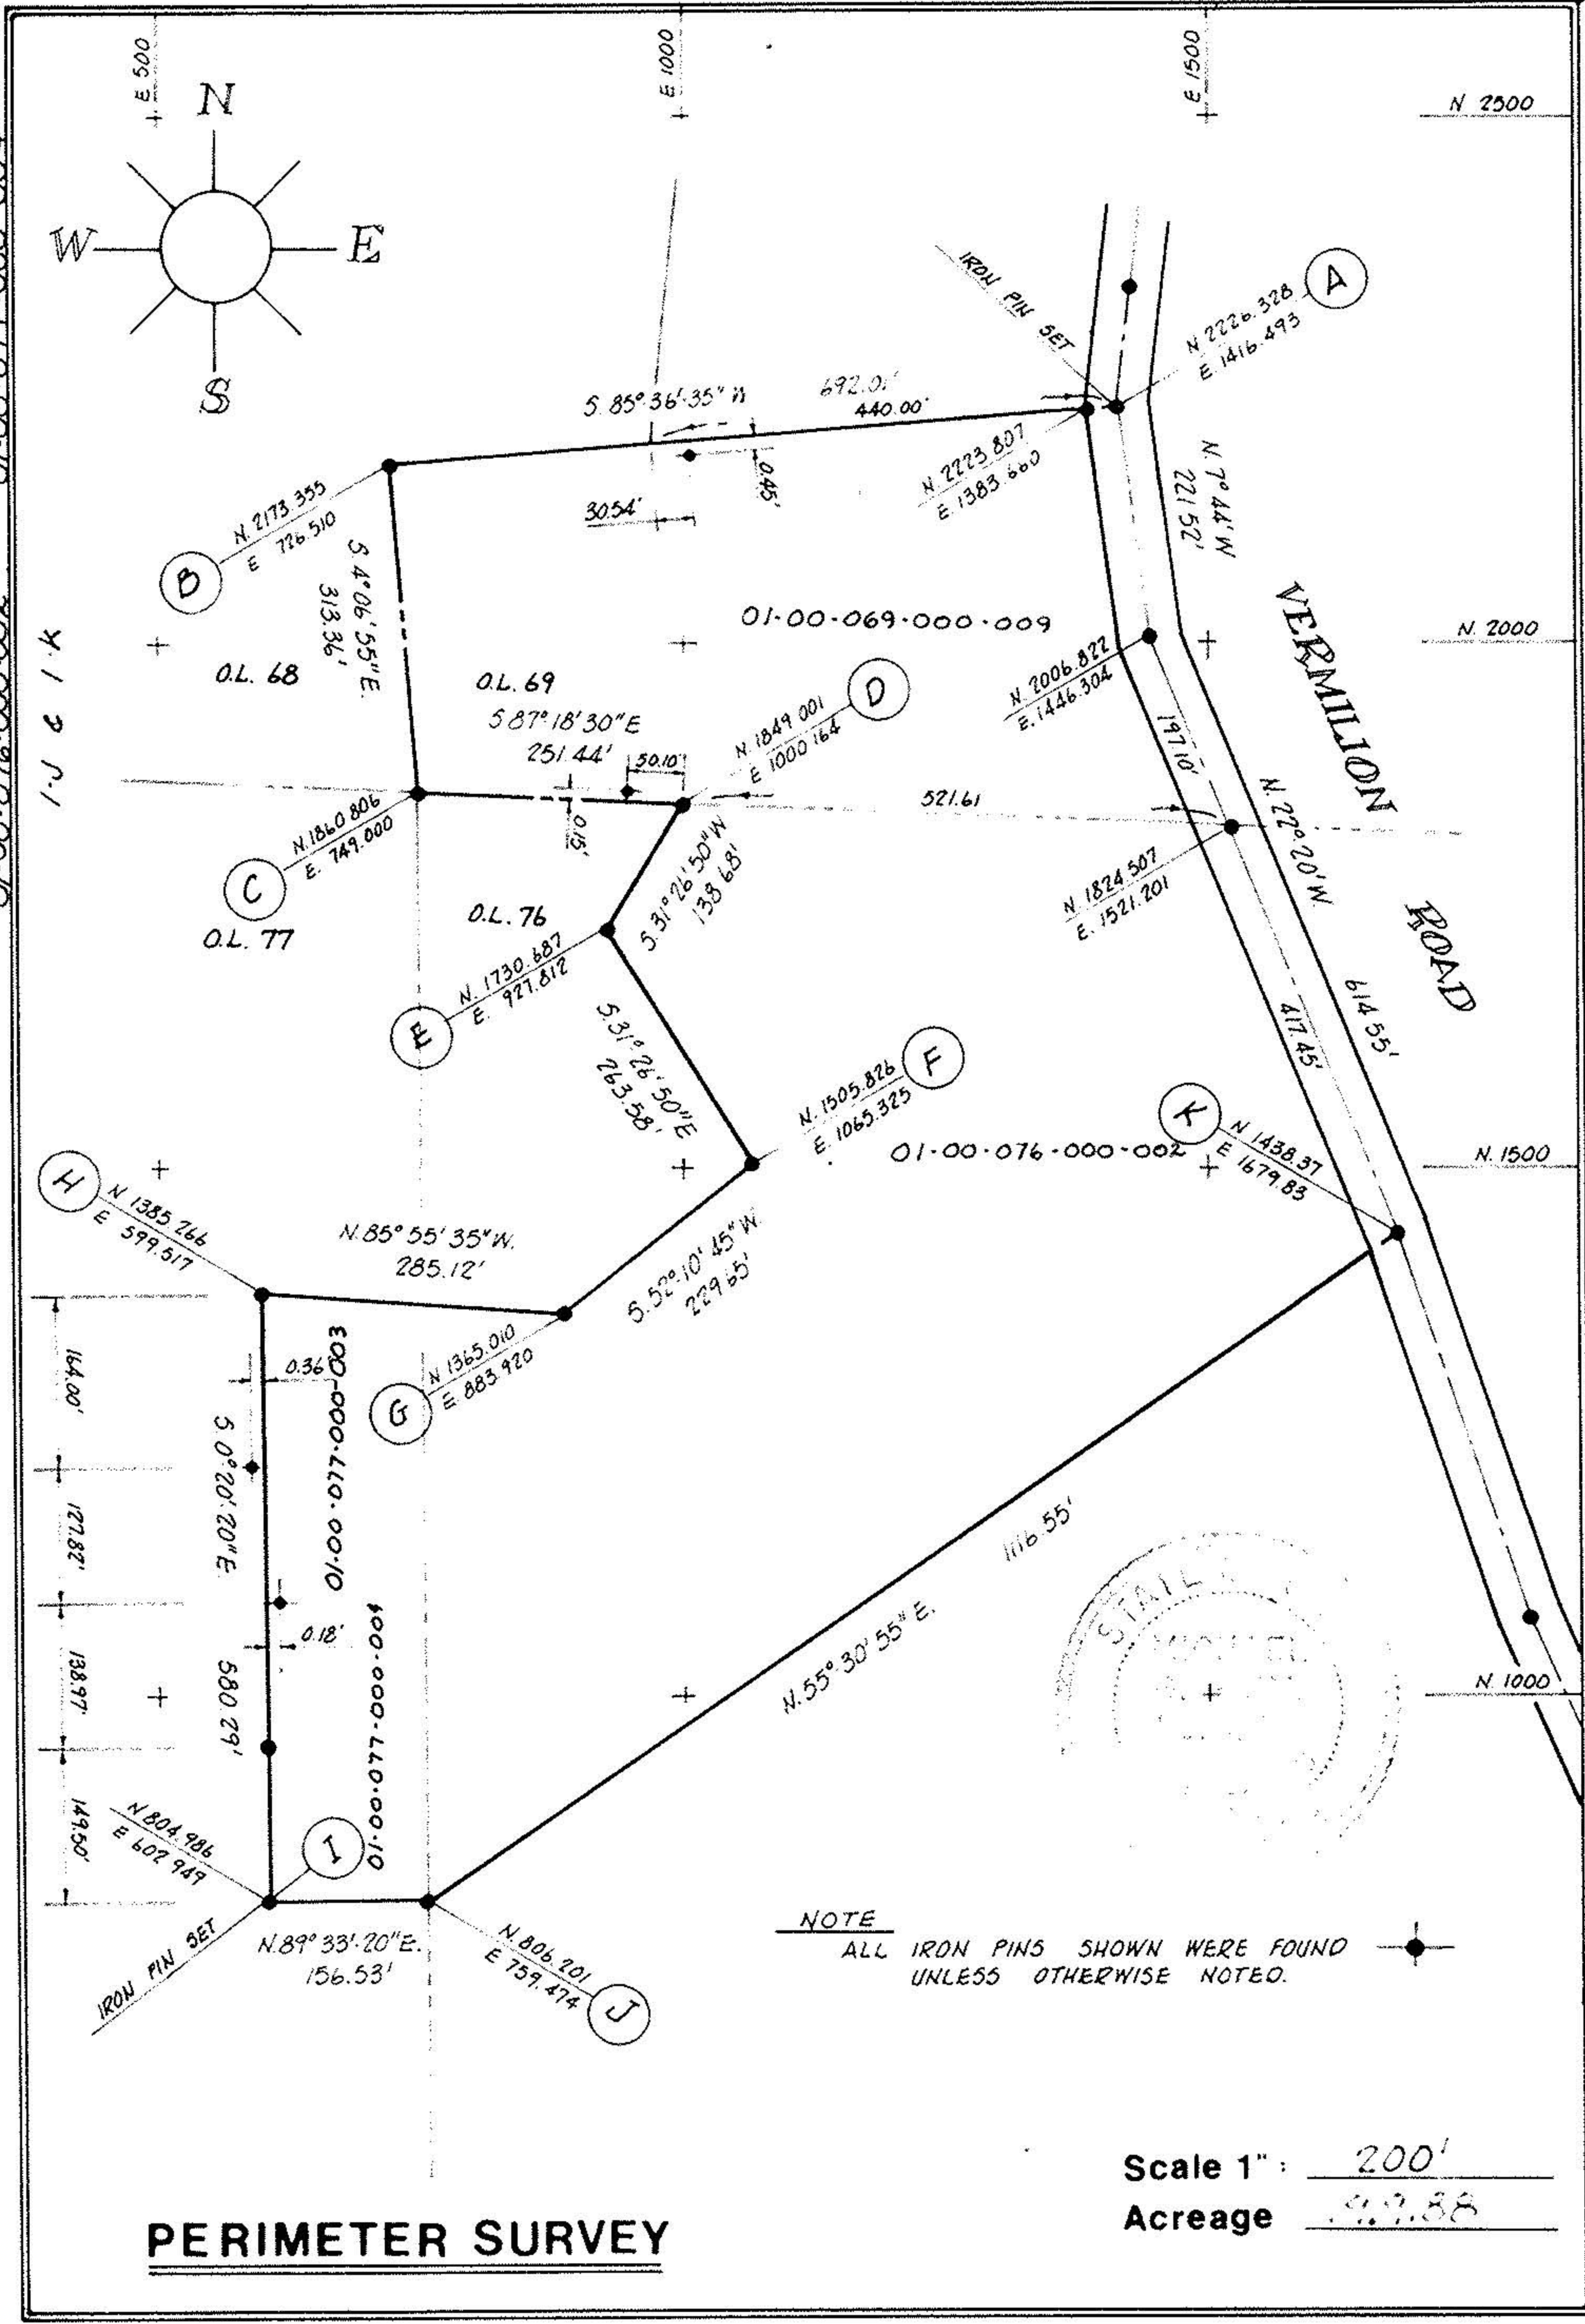 E 500
E 1000
E 1500
N 2500
N
W
E
S
IRON PIN SET
N 2226.328
E. 1416.493
A
S. 85°-36'-35" W
692.01'
440.00'
N 2223.807
E. 1383.660
0.45'
30.54'
N 7° 44' W
221.52'
N. 2173.355
E 726.510
B
S. 4° 06' 55" E.
313.36'
01-00-069-000-009
VERMILION
ROAD
N. 2000
1-J & 1-K
O.L. 68
O.L. 69
S 87° 18' 30" E
251.44'
50.10'
N 1849.001
E 1000.164
D
N. 2006.822
E. 1446.304
197.10'
N. 22° 20' W.
614.55'
N. 1860.806
E. 749.000
C
O.L. 77
0.15'
521.61
S. 31° 26' 50" W
138.68'
N. 1824.507
E. 1521.201
O.L. 76
N. 1730.687
E. 927.812
E
S. 31° 26' 50" E
263.58'
417.45'
N. 1505.826
E. 1065.325
F
01-00-076-000-002
K
N 1438.37
E 1679.83
N. 1500
H
N 1385.266
E 599.517
N. 85° 55' 35" W.
285.12'
S. 52° 10' 45" W.
229.65'
N 1365.010
E. 883.920
G
164.00'
0.36'
01-00-077-000-003
S. 0° 20' 20" E.
127.82'
1116.55'
N. 55° 30' 55" E.
0.18'
138.97'
580.29'
01-00-077-000-004
N. 1000
STATE
149.50'
N 804.986
E 602.949
I
IRON PIN SET
N. 89° 33'-20" E.
156.53'
N. 806.201
E 759.474
J
NOTE
ALL IRON PINS SHOWN WERE FOUND
UNLESS OTHERWISE NOTED.
Scale 1": 200'
Acreage
PERIMETER SURVEY